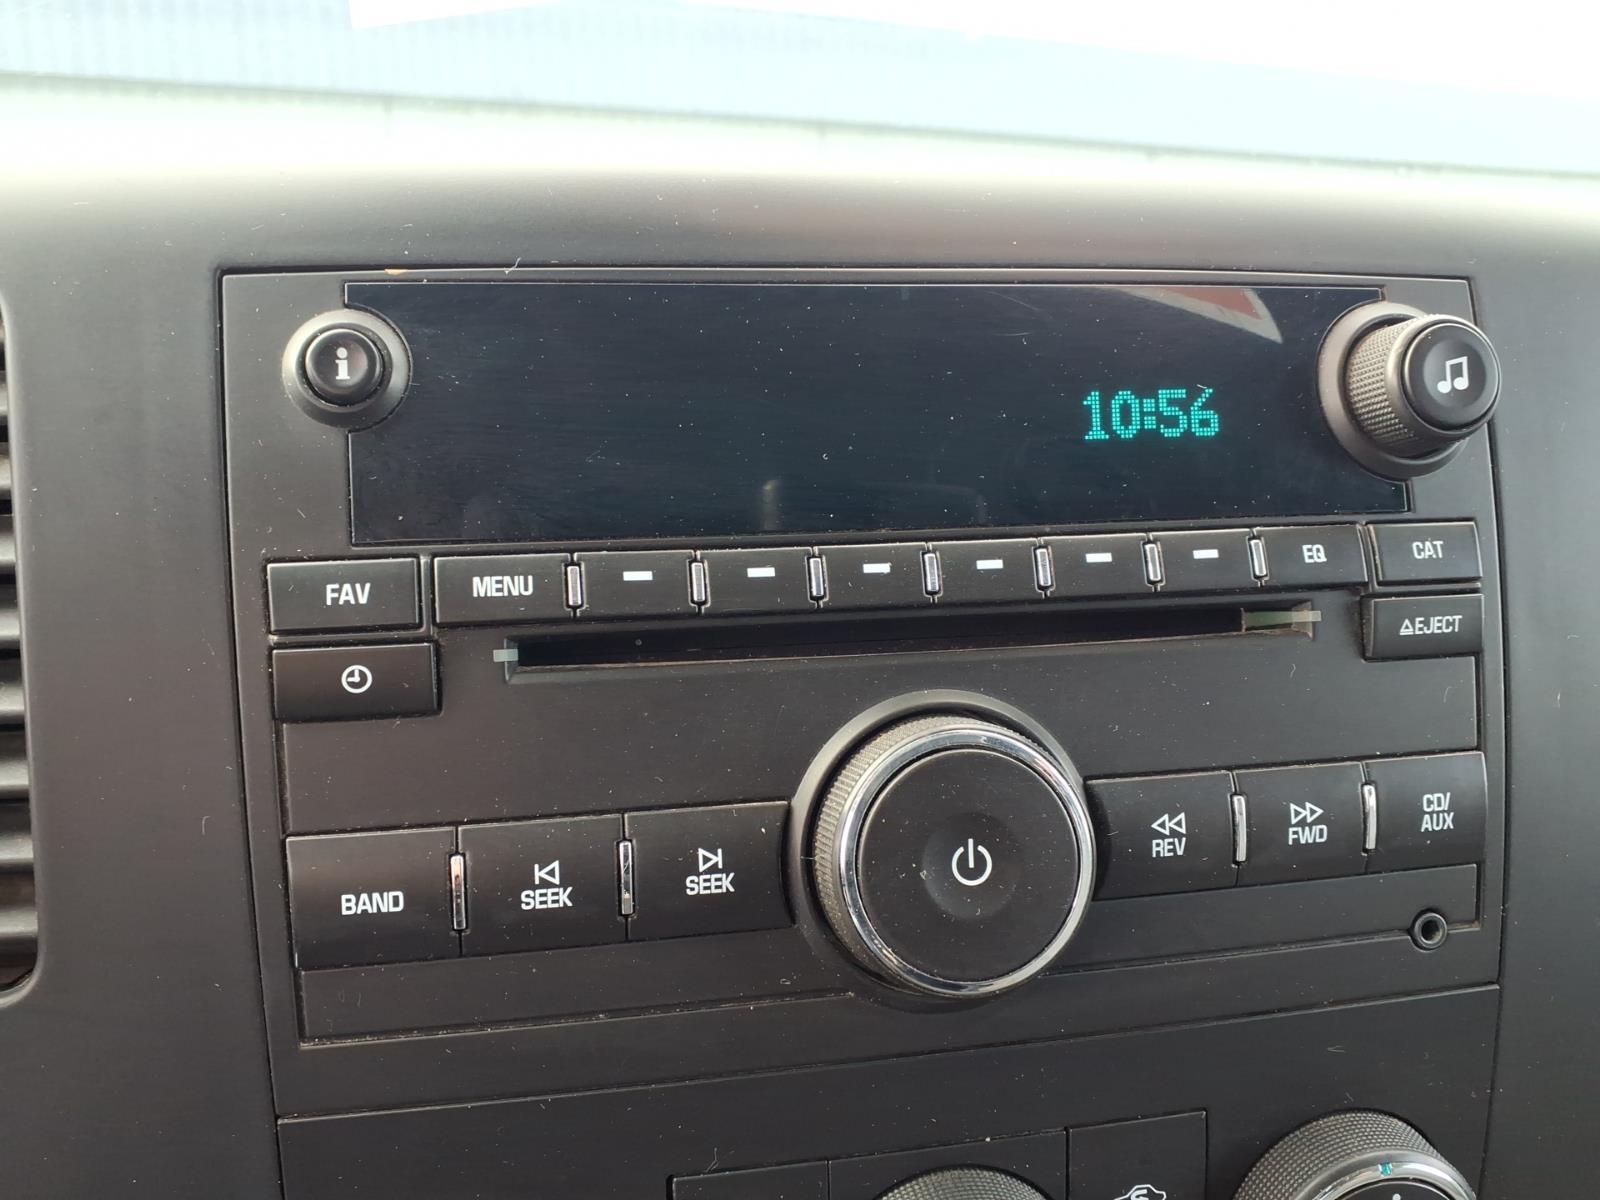 i
10:56
FAV
MENU
EQ
CAT
EJECT
BAND
SEEK
SEEK
REV
FWD
CD/
AUX